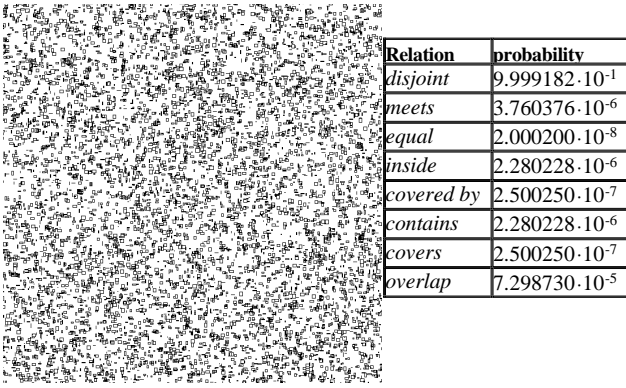 Relation probability
disjoint 9.999182·10-1
meets 3.760376·10-6
equal 2.000200·10-8
inside 2.280228·10-6
covered by 2.500250·10-7
contains 2.280228·10-6
covers 2.500250·10-7
overlap 7.298730·10-5